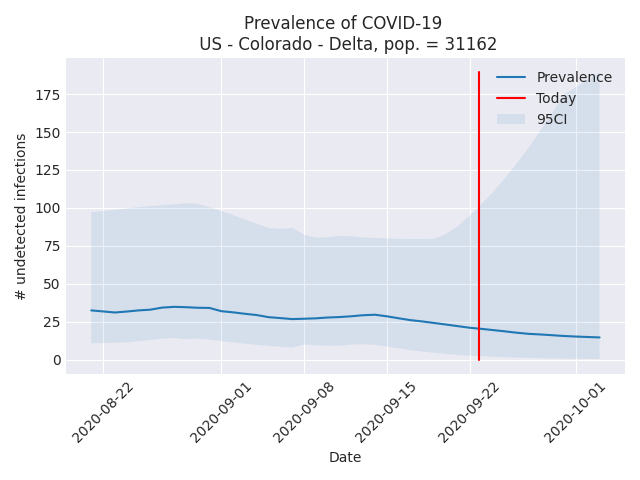 Prevalence of COVID-19
US - Colorado - Delta, pop. = 31162
Prevalence
Today
95CI
175
150
125
100
75
50
25
0
# undetected infections
2020-08-22
2020-09-01
2020-09-08
2020-09-15
2020-09-22
2020-10-01
Date